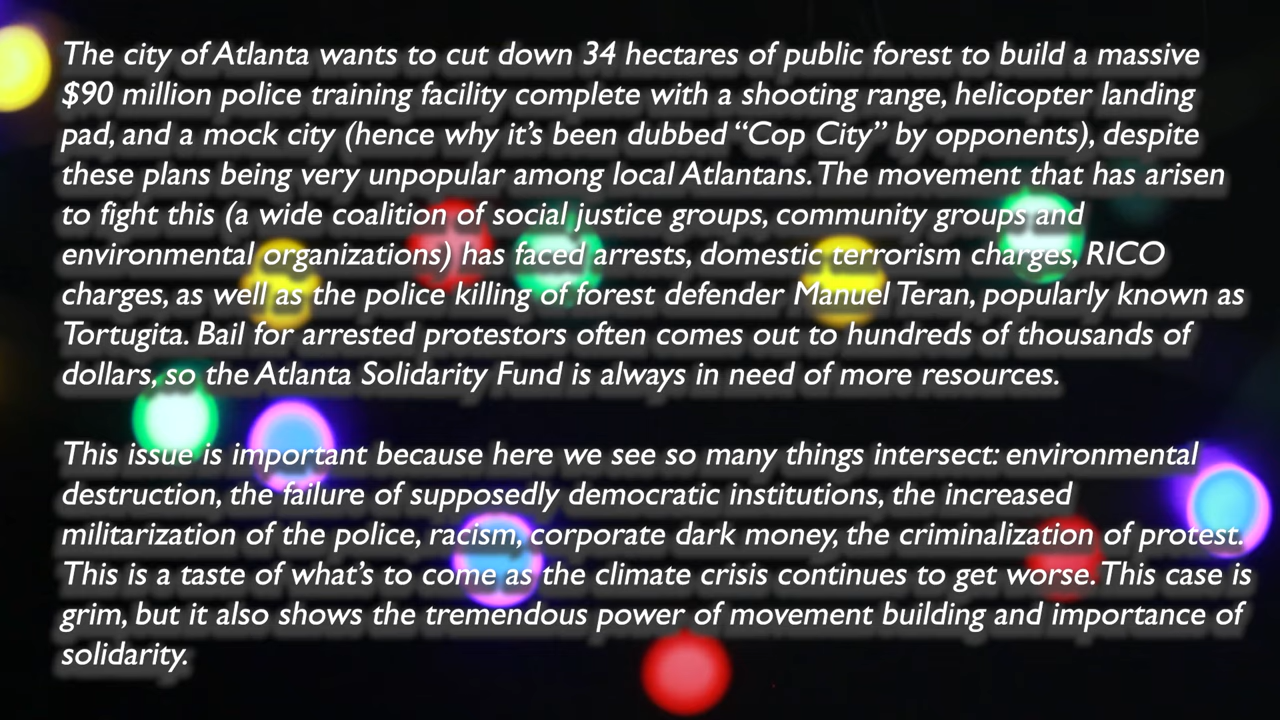 The city of Atlanta wants to cut down 34 hectares of public forest to build a massive
$90 million police training facility complete with a shooting range, helicopter landing
pad, and a mock city (hence why it’s been dubbed “Cop City” by opponents), despite
these plans being very unpopular among local Atlantans. The movement that has arisen
to fight this (a wide coalition of social justice groups, community groups and
environmental organizations) has faced arrests, domestic terrorism charges, RICO
charges, as well as the police killing of forest defender Manuel Teran, popularly known as
Tortugita. Bail for arrested protestors often comes out to hundreds of thousands of
dollars, so the Atlanta Solidarity Fund is always in need of more resources.
This issue is important because here we see so many things intersect: environmental
destruction, the failure of supposedly democratic institutions, the increased
militarization of the police, racism, corporate dark money, the criminalization of protest.
This is a taste of what’s to come as the climate crisis continues to get worse. This case is
grim, but it also shows the tremendous power of movement building and importance of
solidarity.